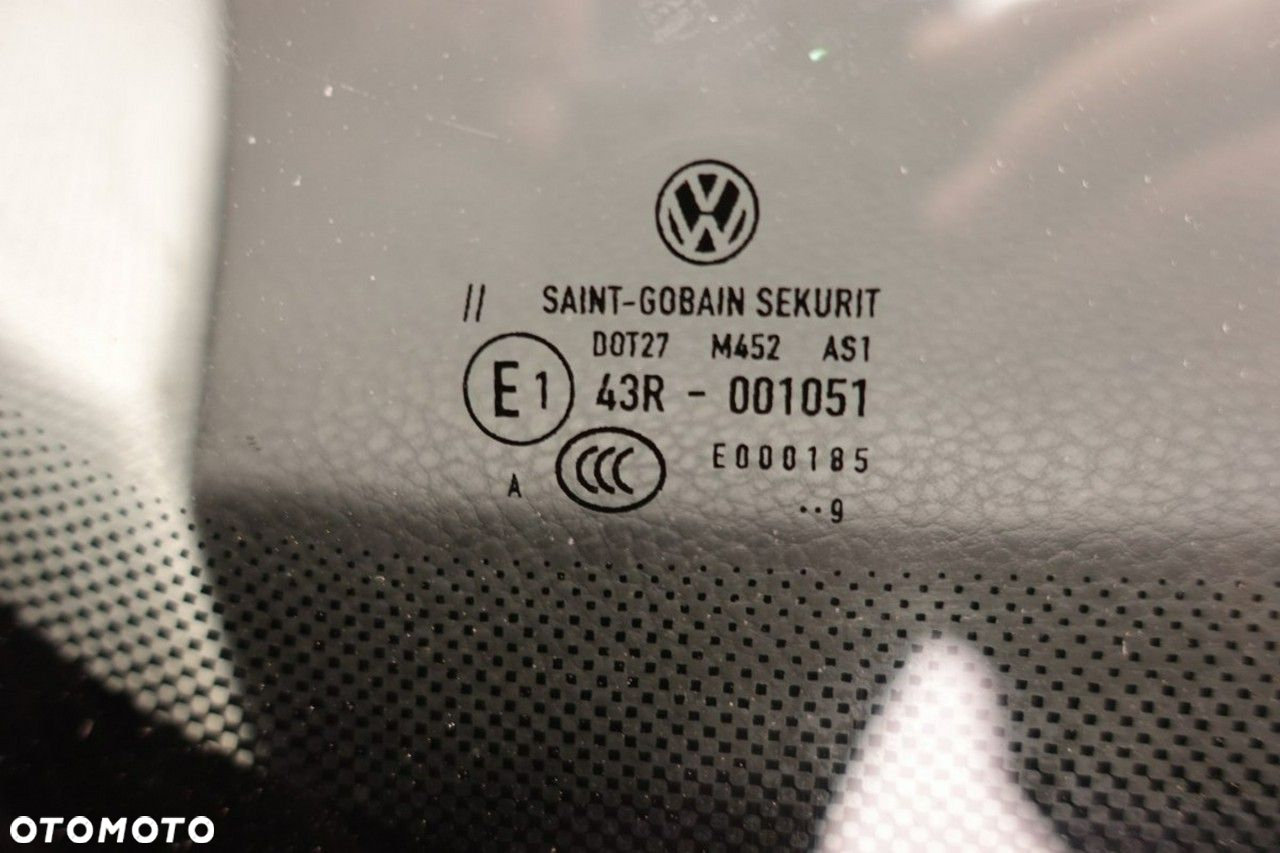 // SAINT-GOBAIN SEKURIT
DOT27 M452 AS1
E1 43R - 001051
CCC E000185
A ··9
OTOMOTO